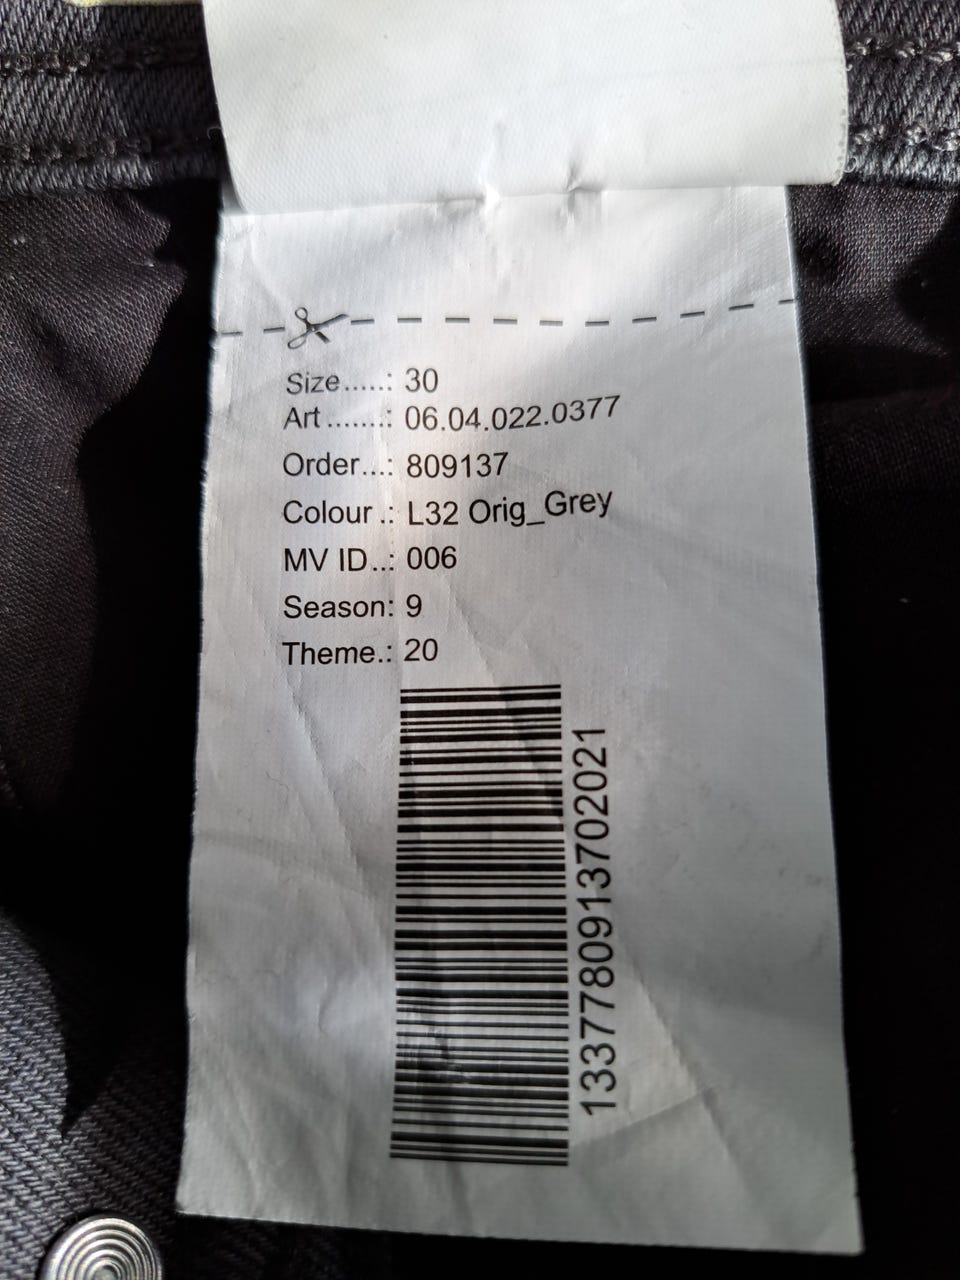 Size.....: 30
Art.......: 06.04.022.0377
Order...: 809137
Colour.: L32 Orig_Grey
MV ID..: 006
Season: 9
Theme.: 20
1337780913702021